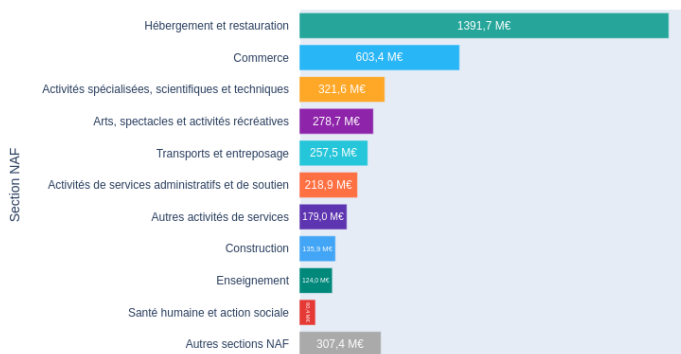 Hébergement et restauration 1391,7 M€
Commerce 603,4 M€
Activités spécialisées, scientifiques et techniques 321,6 M€
Arts, spectacles et activités récréatives 278,7 M€
Transports et entreposage 257,5 M€
Activités de services administratifs et de soutien 218,9 M€
Autres activités de services 179,0 M€
Construction 135,9 M€
Enseignement 124,0 M€
Santé humaine et action sociale
Autres sections NAF 307,4 M€
Section NAF